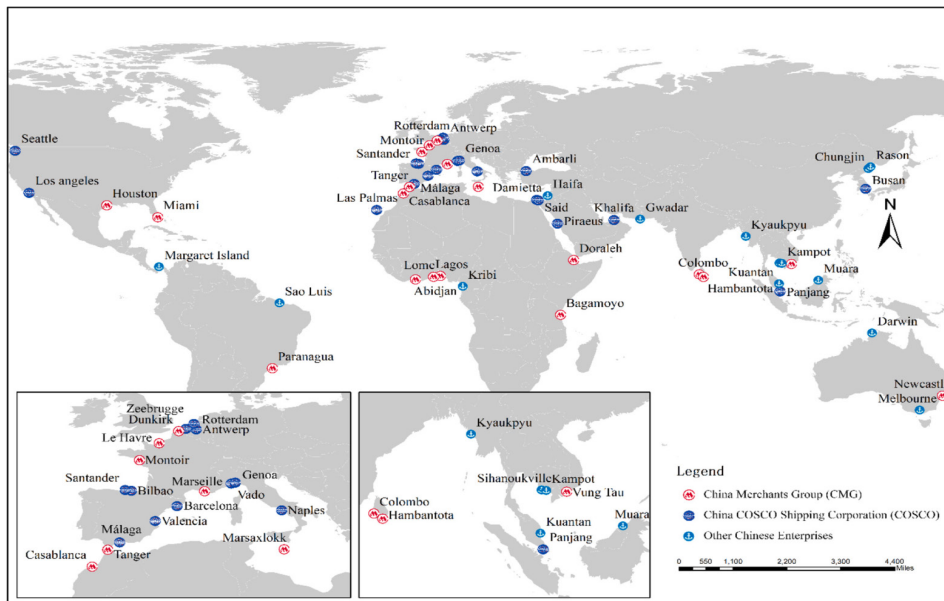 Seattle
Los angeles
Houston
Miami
Margaret Island
Sao Luis
Paranagua
Rotterdam
Antwerp
Montoir
Santander
Genoa
Tanger
Málaga
Las Palmas
Casablanca
Damietta
Ambarli
Haifa
Said
Piraeus
Khalifa
Gwadar
Doraleh
Lome
Lagos
Abidjan
Kribi
Bagamoyo
Chungjin
Rason
Busan
N
Kyaukpyu
Colombo
Kampot
Kuantan
Muara
Hambantota
Panjang
Darwin
Newcastl
Melbourne
Zeebrugge
Dunkirk
Rotterdam
Antwerp
Le Havre
Montoir
Santander
Bilbao
Marseille
Genoa
Vado
Barcelona
Naples
Málaga
Valencia
Marsaxlokk
Casablanca
Tanger
Kyaukpyu
Sihanoukville
Kampot
Vung Tau
Colombo
Hambantota
Kuantan
Muara
Panjang
Legend
China Merchants Group (CMG)
China COSCO Shipping Corporation (COSCO)
Other Chinese Enterprises
0 550 1,100 2,200 3,300 4,400
Miles